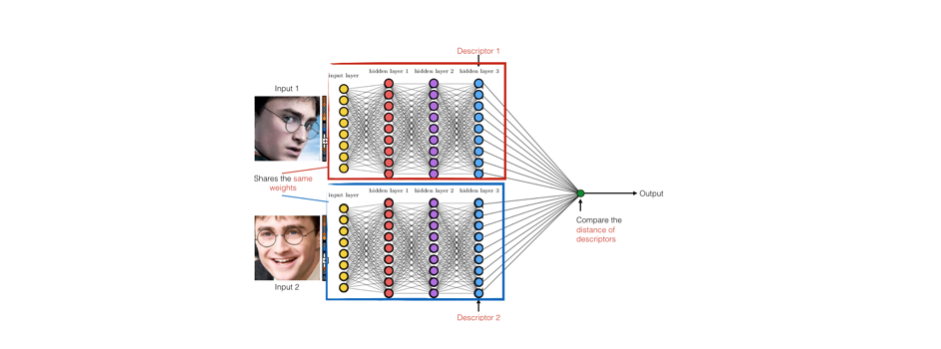 Descriptor 1
input layer
hidden layer 1 hidden layer 2 hidden layer 3
Input 1
Shares the same
weights
input layer
hidden layer 1 hidden layer 2 hidden layer 3
Output
Compare the
distance of
descriptors
Input 2
Descriptor 2